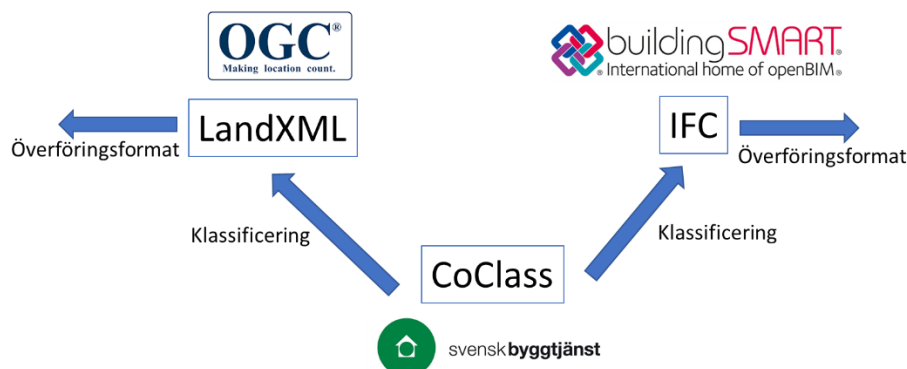 OGC®
Making location count.
buildingSMART®
International home of openBIM®
LandXML
IFC
Överföringsformat
Överföringsformat
Klassificering
Klassificering
CoClass
svenskbyggtjänst